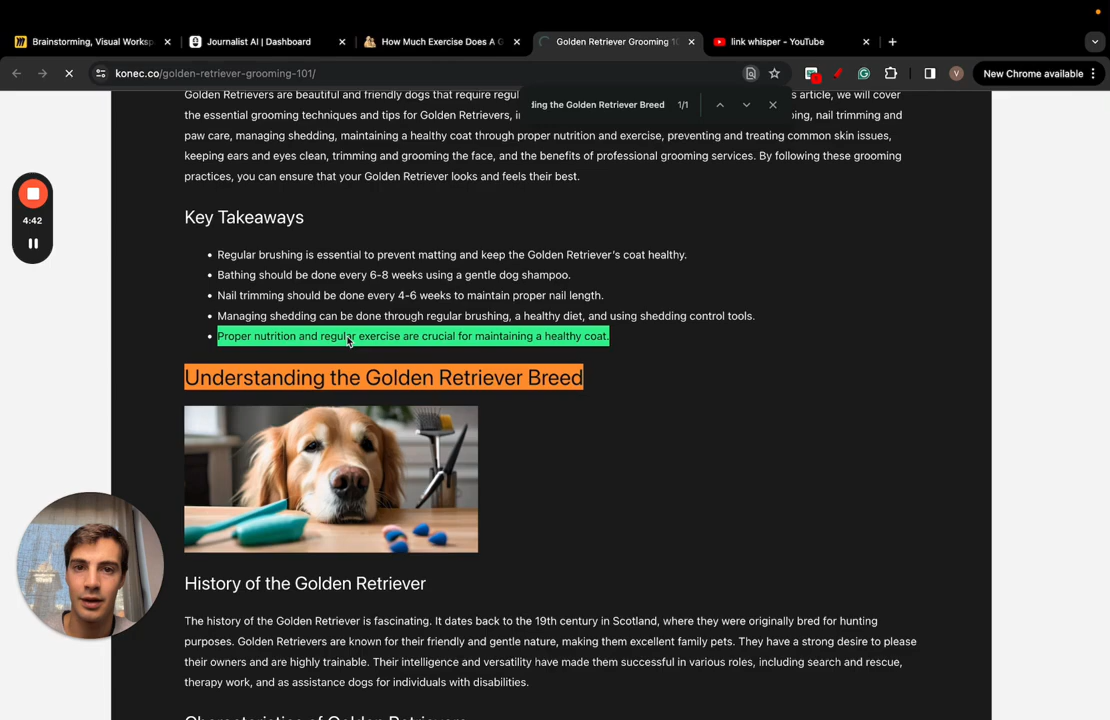 Brainstorming, Visual Worksp
Journalist AI | Dashboard
How Much Exercise Does A G
Golden Retriever Grooming 10
link whisper - YouTube
konec.co/golden-retriever-grooming-101/
V
New Chrome available
ding the Golden Retriever Breed
1/1
Golden Retrievers are beautiful and friendly dogs that require regul
s article, we will cover
the essential grooming techniques and tips for Golden Retrievers, i
ping, nail trimming and
paw care, managing shedding, maintaining a healthy coat through proper nutrition and exercise, preventing and treating common skin issues,
keeping ears and eyes clean, trimming and grooming the face, and the benefits of professional grooming services. By following these grooming
practices, you can ensure that your Golden Retriever looks and feels their best.
4:42
Key Takeaways
Regular brushing is essential to prevent matting and keep the Golden Retriever's coat healthy.
Bathing should be done every 6-8 weeks using a gentle dog shampoo.
Nail trimming should be done every 4-6 weeks to maintain proper nail length.
Managing shedding can be done through regular brushing, a healthy diet, and using shedding control tools.
Proper nutrition and regular exercise are crucial for maintaining a healthy coat.
Understanding the Golden Retriever Breed
History of the Golden Retriever
The history of the Golden Retriever is fascinating. It dates back to the 19th century in Scotland, where they were originally bred for hunting
purposes. Golden Retrievers are known for their friendly and gentle nature, making them excellent family pets. They have a strong desire to please
their owners and are highly trainable. Their intelligence and versatility have made them successful in various roles, including search and rescue,
therapy work, and as assistance dogs for individuals with disabilities.
Characteristics of Golden Retrievers